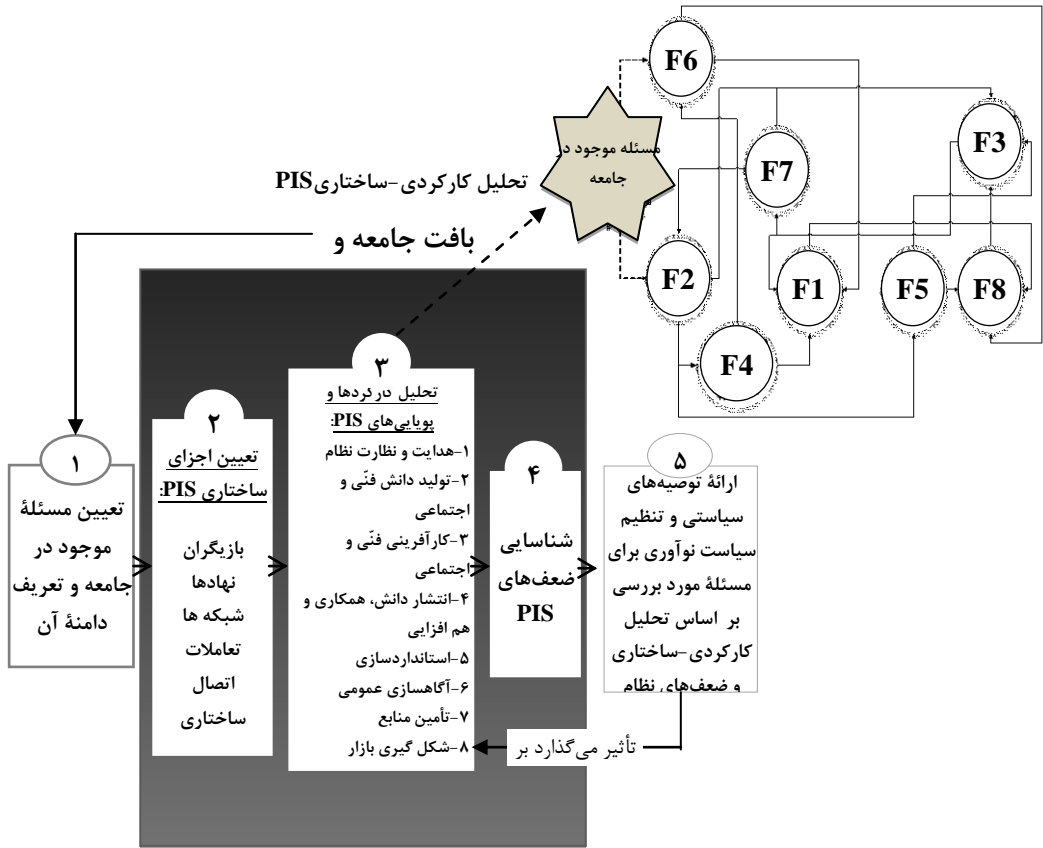 F6
F3
F7
F2
F1
F5
F8
F4
مسئله موجود در
جامعه
تحلیل کارکردی-ساختاری PIS
بافت جامعه و
۱
تعیین مسئلهٔ
موجود در
جامعه و تعریف
دامنهٔ آن
۲
تعیین اجزای
ساختاری PIS:
بازیگران
نهادها
شبکه ها
تعاملات
اتصال
ساختاری
۳
تحلیل کارکردها و
پویایی‌های PIS:
۱-هدایت و نظارت نظام
۲-تولید دانش فنّی و
اجتماعی
۳-کارآفرینی فنّی و
اجتماعی
۴-انتشار دانش، همکاری و
هم افزایی
۵-استانداردسازی
۶-آگاهسازی عمومی
۷-تأمین منابع
۸-شکل گیری بازار
۴
شناسایی
ضعف‌های
PIS
۵
ارائهٔ توصیه‌های
سیاستی و تنظیم
سیاست نوآوری برای
مسئلهٔ مورد بررسی
بر اساس تحلیل
کارکردی-ساختاری
و ضعف‌های نظام
تأثیر می‌گذارد بر